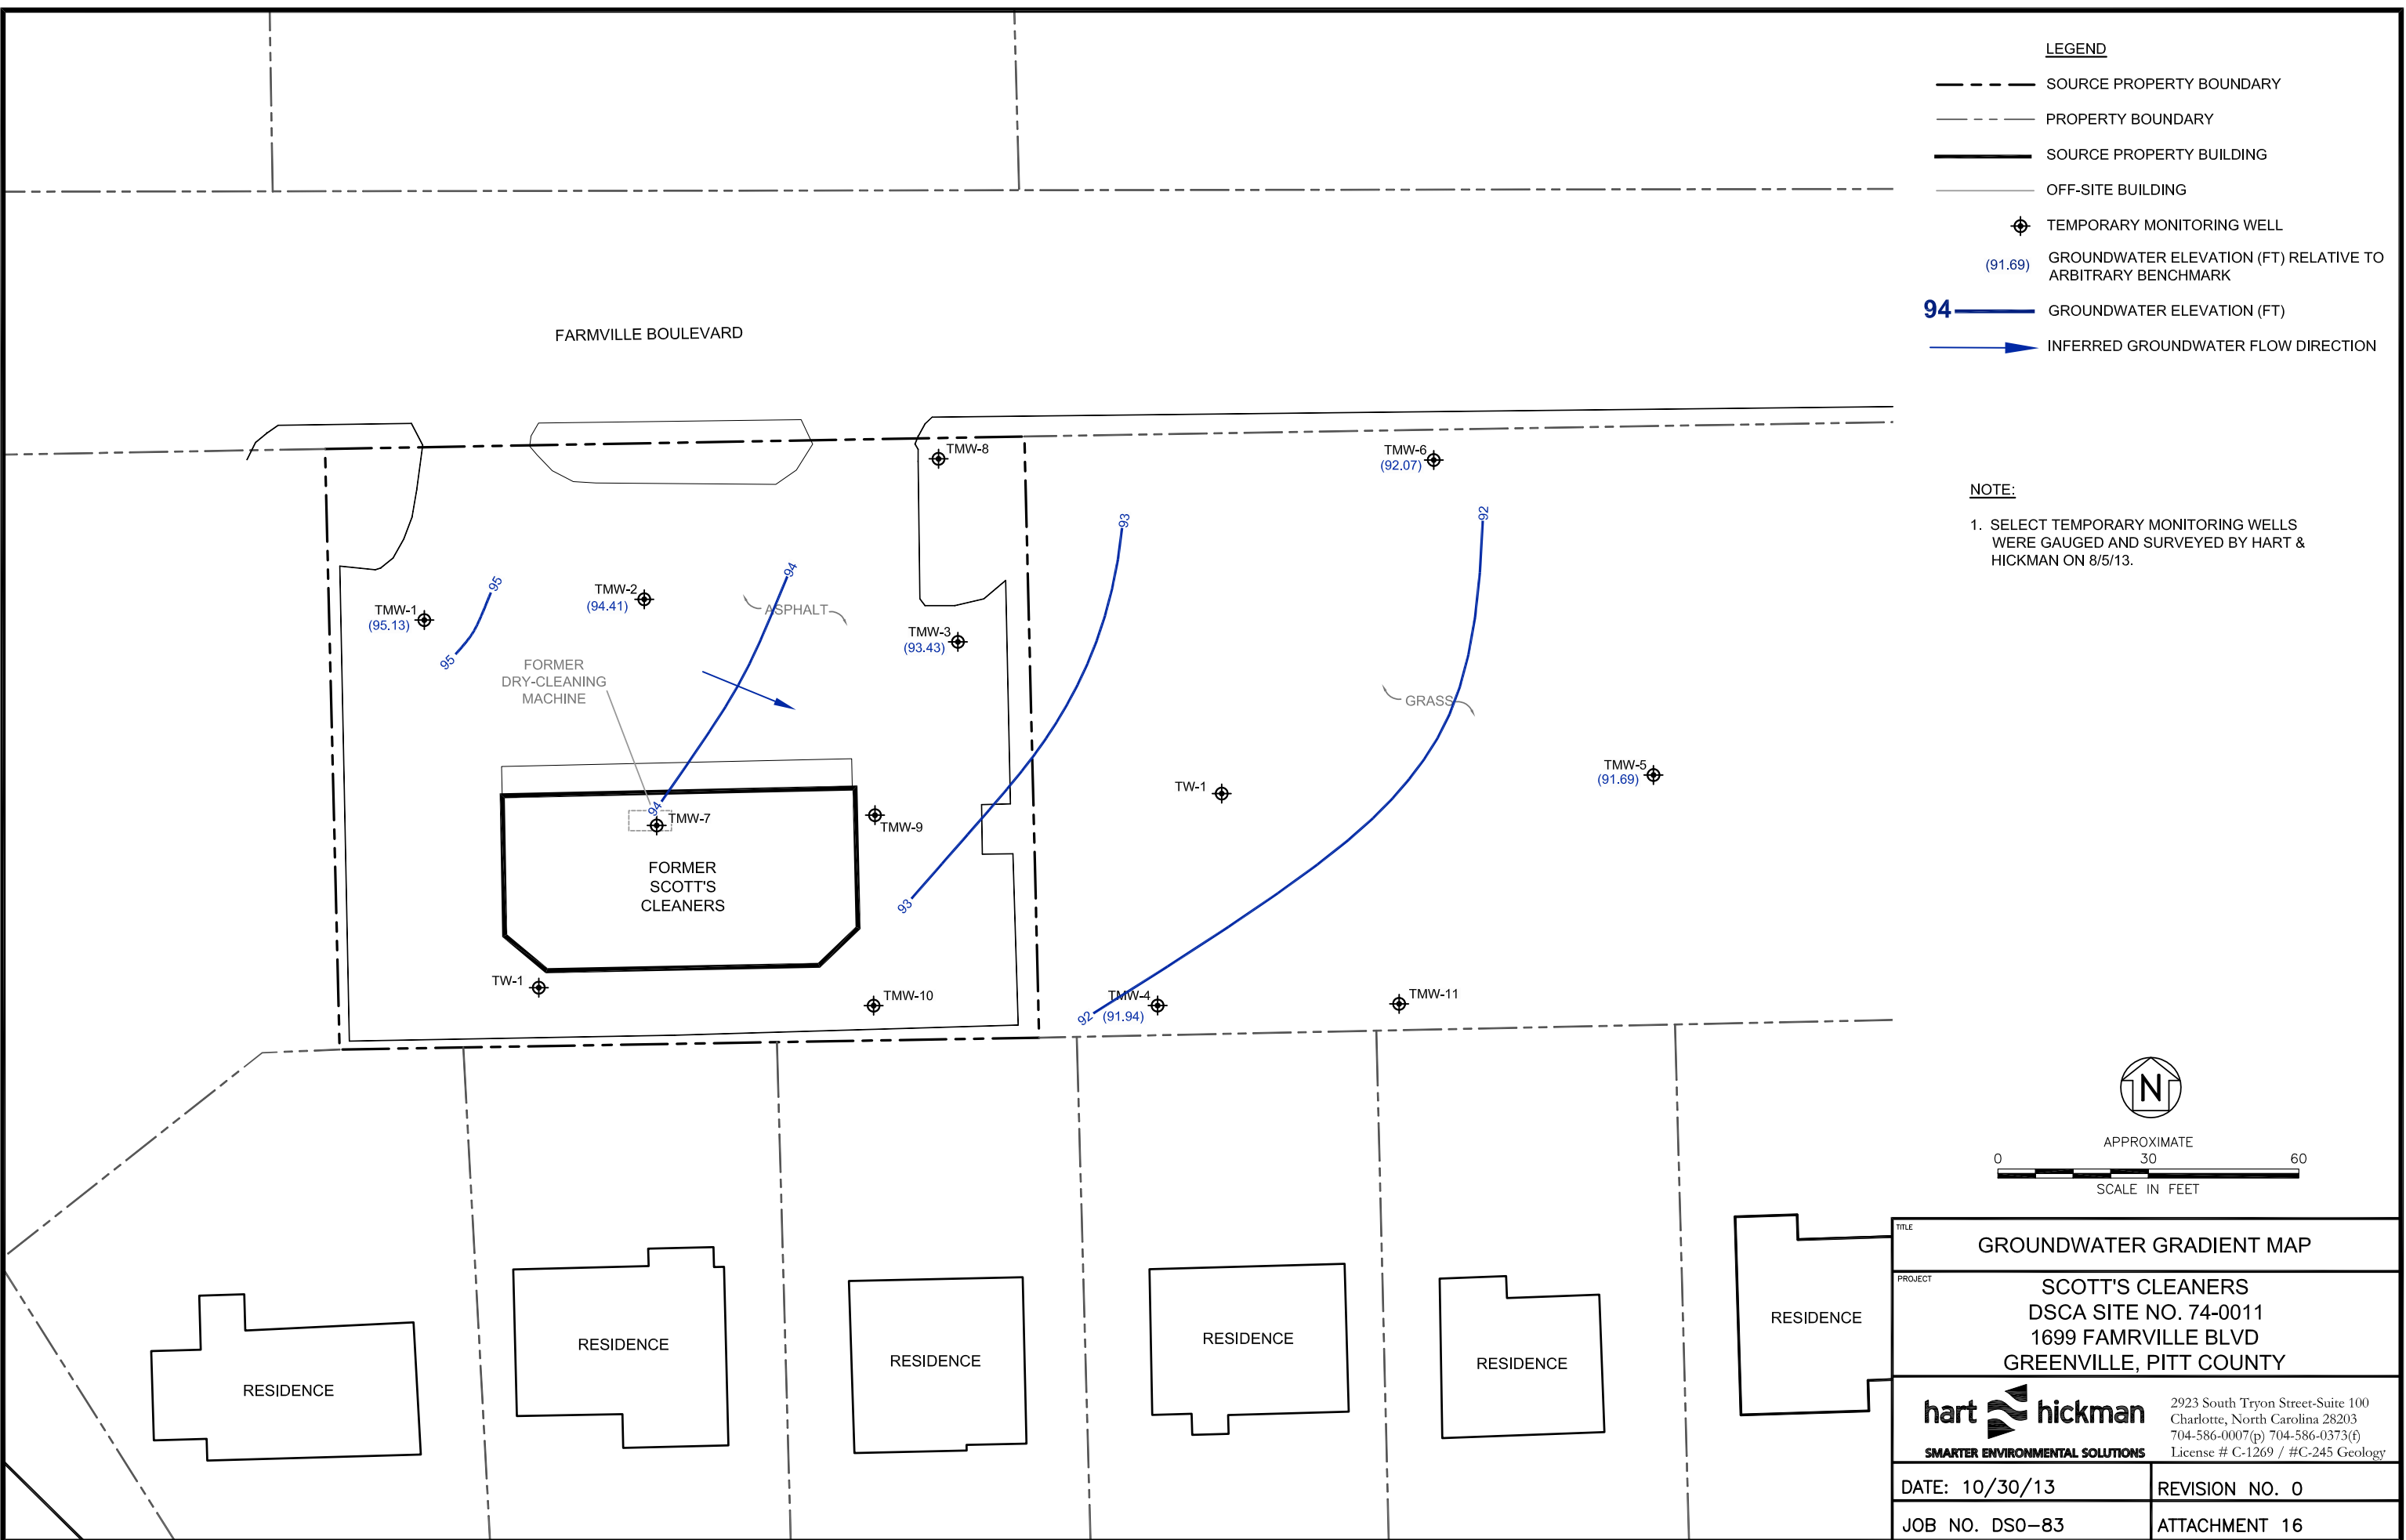 LEGEND
SOURCE PROPERTY BOUNDARY
PROPERTY BOUNDARY
SOURCE PROPERTY BUILDING
OFF-SITE BUILDING
TEMPORARY MONITORING WELL
(91.69)
GROUNDWATER ELEVATION (FT) RELATIVE TO
ARBITRARY BENCHMARK
94
GROUNDWATER ELEVATION (FT)
INFERRED GROUNDWATER FLOW DIRECTION
FARMVILLE BOULEVARD
TMW-8
TMW-6
(92.07)
NOTE:
1. SELECT TEMPORARY MONITORING WELLS
WERE GAUGED AND SURVEYED BY HART &
HICKMAN ON 8/5/13.
93
92
94
95
TMW-2
(94.41)
ASPHALT
TMW-1
(95.13)
TMW-3
(93.43)
95
FORMER
DRY-CLEANING
MACHINE
GRASS
TMW-5
(91.69)
TW-1
94
TMW-7
TMW-9
FORMER
SCOTT'S
CLEANERS
93
TW-1
TMW-10
TMW-4
(91.94)
92
TMW-11
N
APPROXIMATE
0 30 60
SCALE IN FEET
RESIDENCE
RESIDENCE
RESIDENCE
RESIDENCE
RESIDENCE
RESIDENCE
TITLE
GROUNDWATER GRADIENT MAP
PROJECT
SCOTT'S CLEANERS
DSCA SITE NO. 74-0011
1699 FAMRVILLE BLVD
GREENVILLE, PITT COUNTY
hart hickman
SMARTER ENVIRONMENTAL SOLUTIONS
2923 South Tryon Street-Suite 100
Charlotte, North Carolina 28203
704-586-0007(p) 704-586-0373(f)
License # C-1269 / #C-245 Geology
DATE: 10/30/13
REVISION NO. 0
JOB NO. DS0-83
ATTACHMENT 16